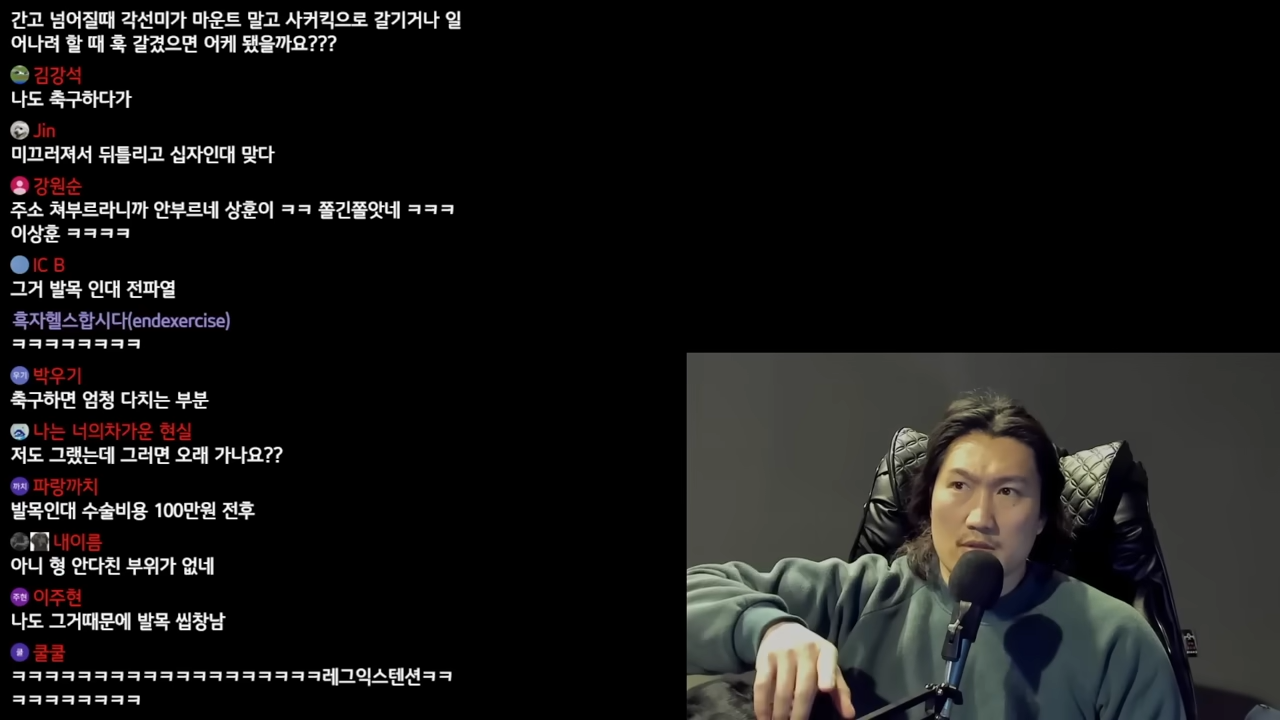 간고 넘어질때 각선미가 마운트 말고 사커킥으로 갈기거나 일
어나려 할 때 훅 갈겼으면 어케 됐을까요???
김강석
나도 축구하다가
Jin
미끄러져서 뒤틀리고 십자인대 맞다
강원순
주소 쳐부르라니까 안부르네 상훈이 ㅋㅋ 쫄긴쫄앗네 ㅋㅋㅋ
이상훈 ㅋㅋㅋㅋ
IC B
그거 발목 인대 전파열
흑자헬스합시다(endexercise)
ㅋㅋㅋㅋㅋㅋㅋㅋ
우기 박우기
축구하면 엄청 다치는 부분
나는 너의차가운 현실
저도 그랬는데 그러면 오래 가나요??
까치 파랑까치
발목인대 수술비용 100만원 전후
내이름
아니 형 안다친 부위가 없네
주현 이주현
나도 그거때문에 발목 씹창남
쿨 쿨쿨
ㅋㅋㅋㅋㅋㅋㅋㅋㅋㅋㅋㅋㅋㅋㅋㅋㅋㅋㅋ레그익스텐션ㅋㅋ
ㅋㅋㅋㅋㅋㅋㅋㅋ